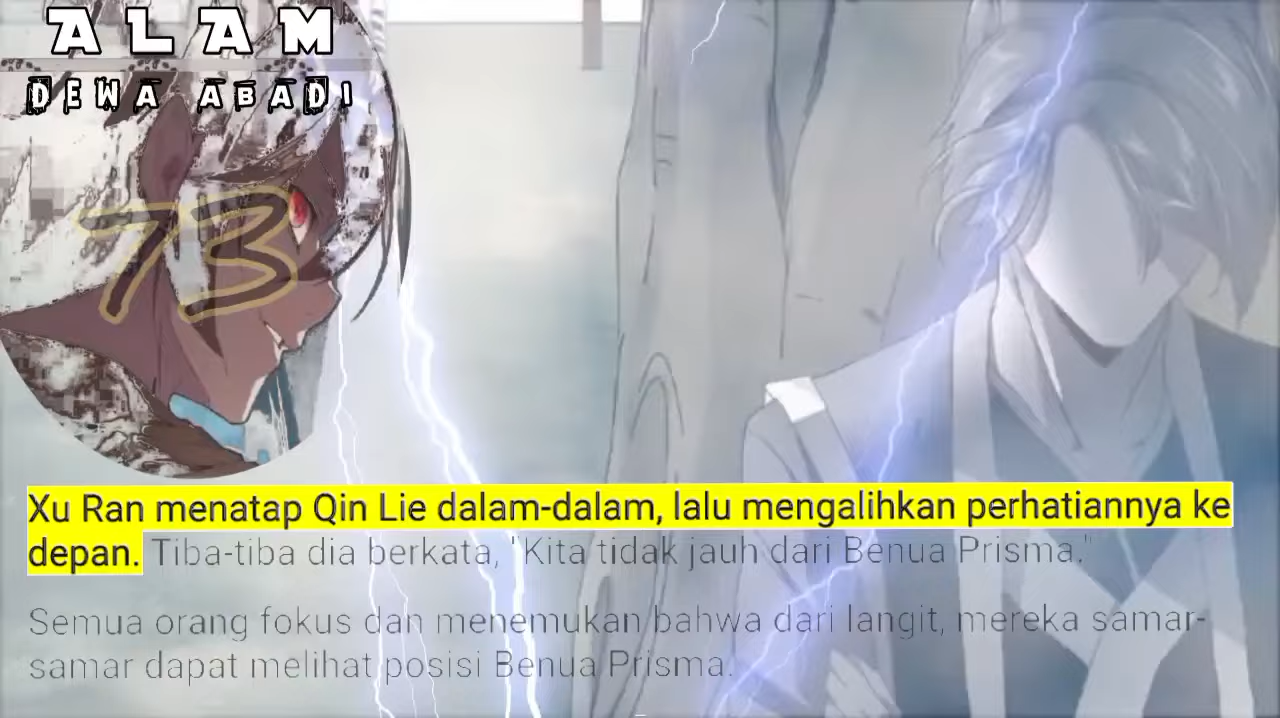 ALAM
DEWA ABADI
73
Xu Ran menatap Qin Lie dalam-dalam, lalu mengalihkan perhatiannya ke
depan. Tiba-tiba dia berkata, "Kita tidak jauh dari Benua Prisma."
Semua orang fokus dan menemukan bahwa dari langit, mereka samar-
samar dapat melihat posisi Benua Prisma.